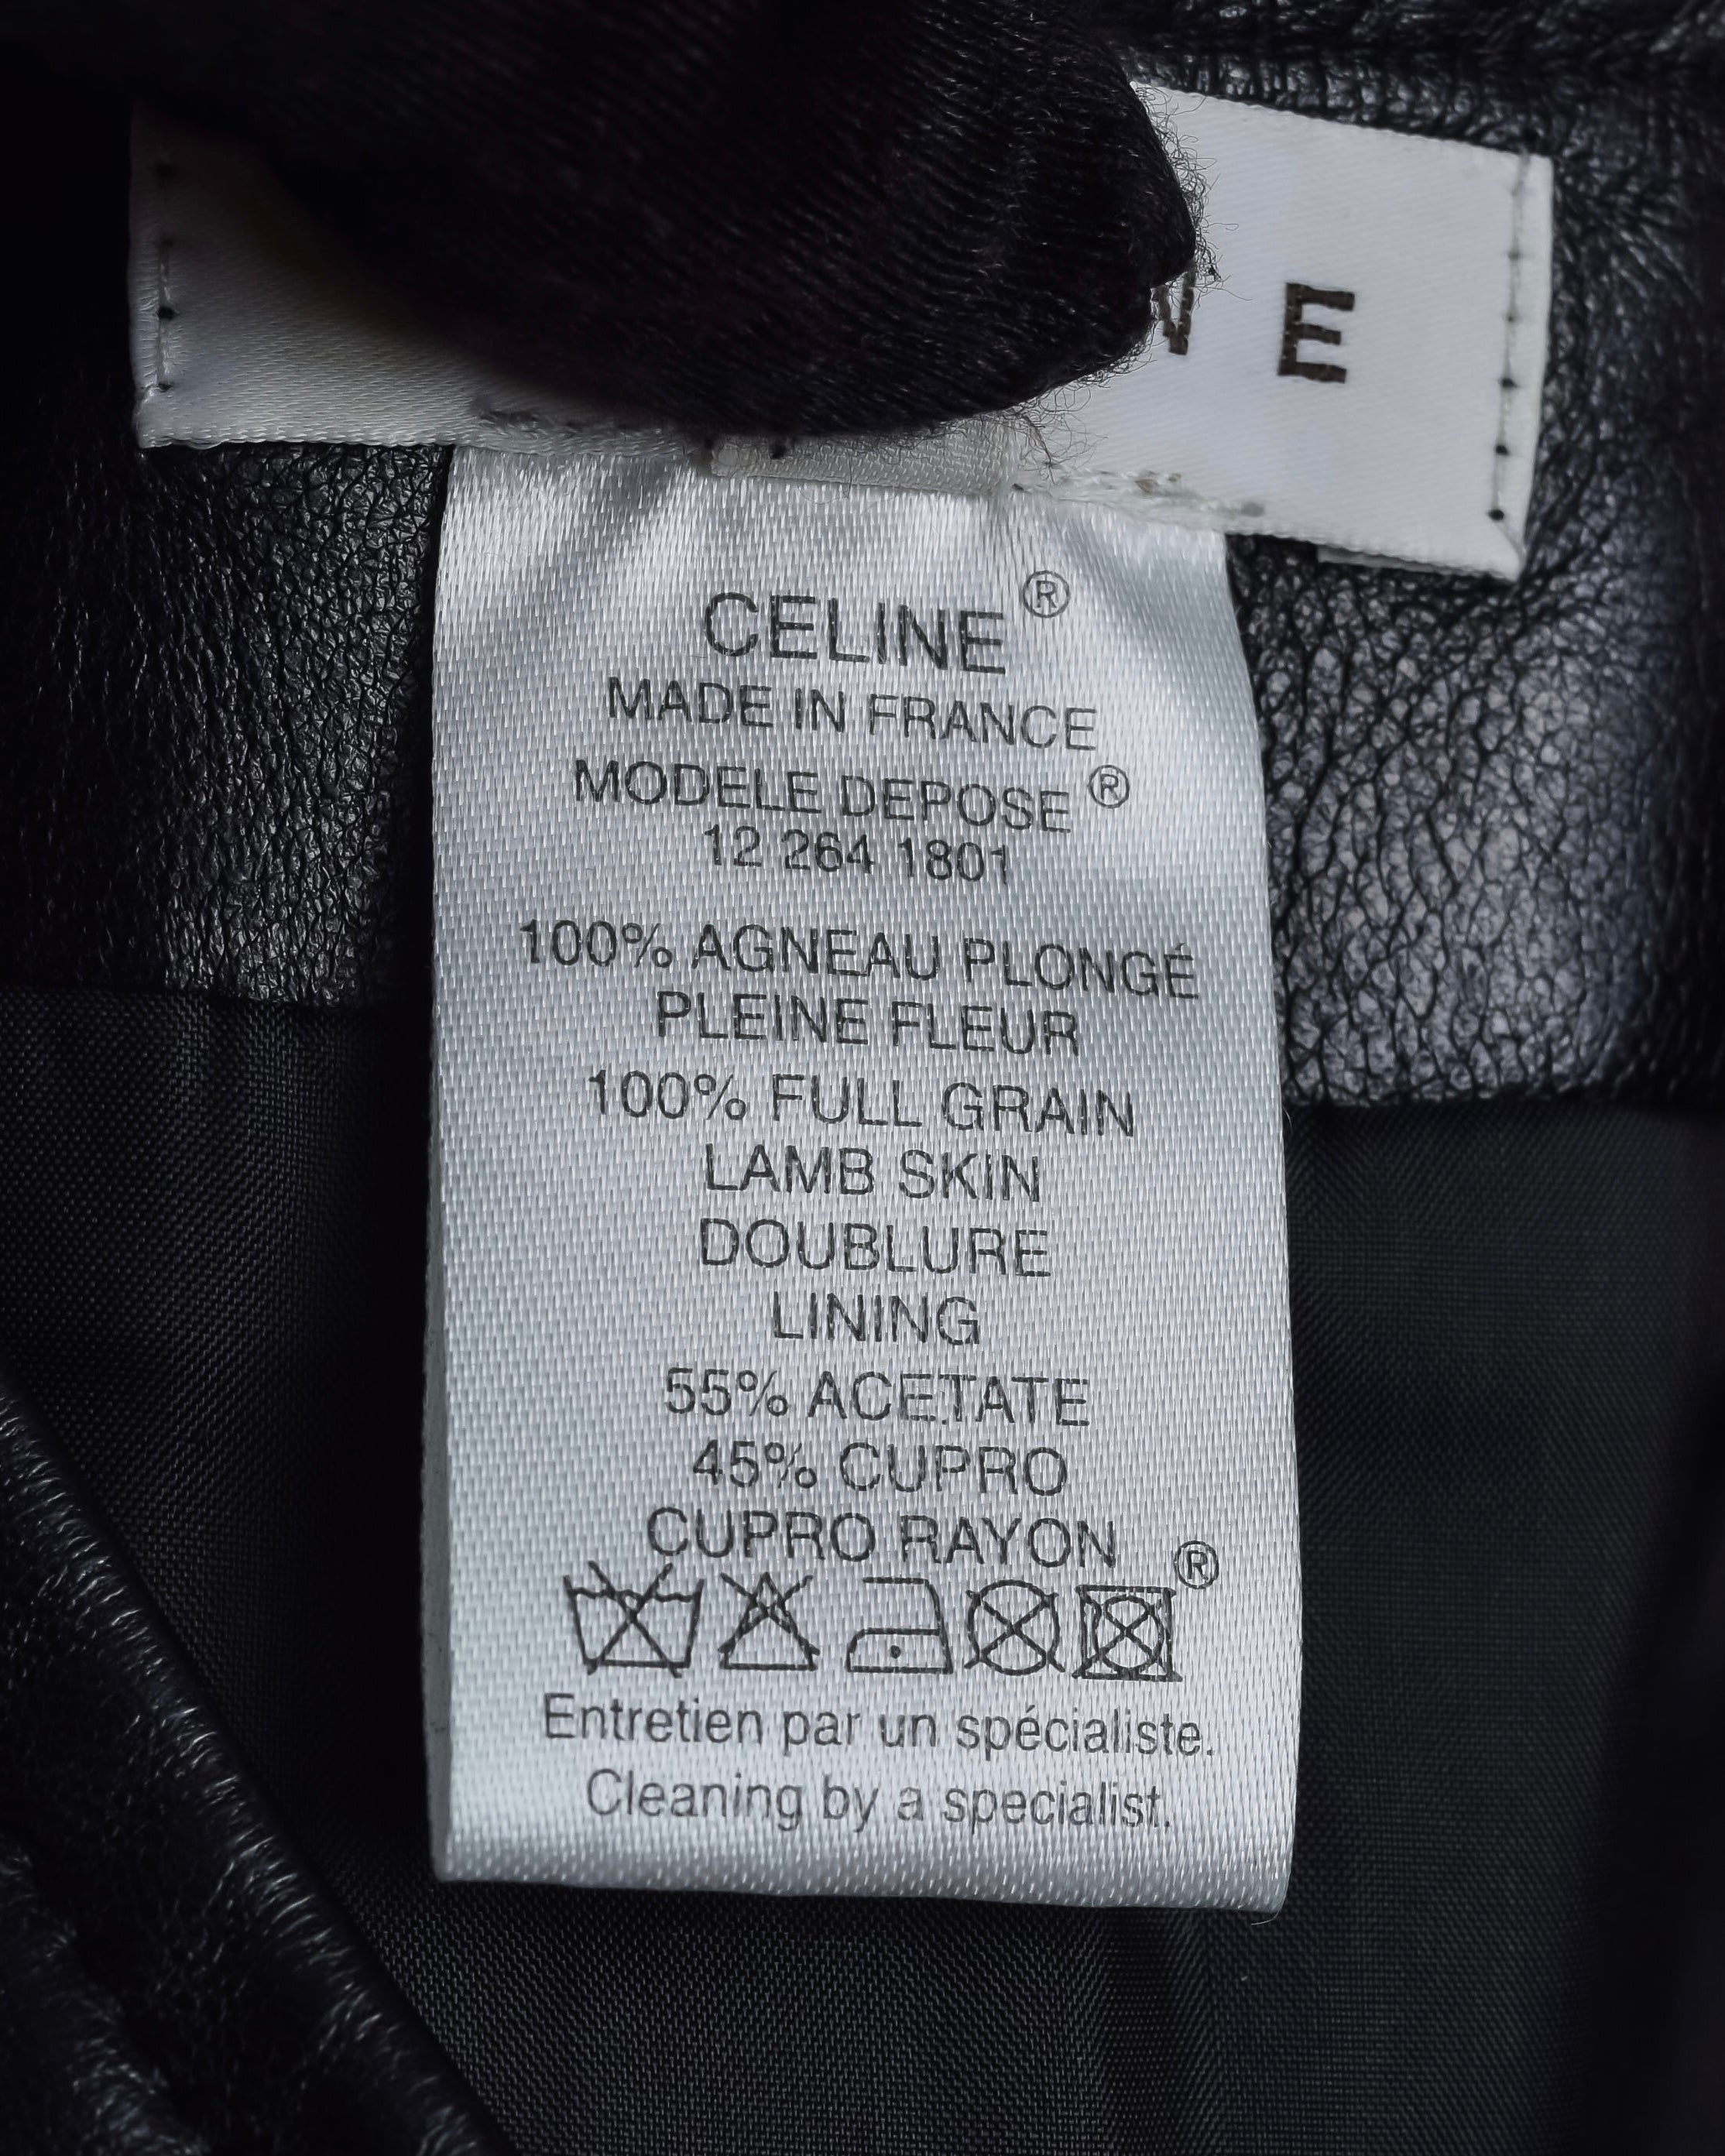 NE
CELINE®
MADE IN FRANCE
MODELE DEPOSE®
12 264 1801
100% AGNEAU PLONGÉ
PLEINE FLEUR
100% FULL GRAIN
LAMB SKIN
DOUBLURE
LINING
55% ACETATE
45% CUPRO
CUPRO RAYON
®
Entretien par un spécialiste.
Cleaning by a specialist.